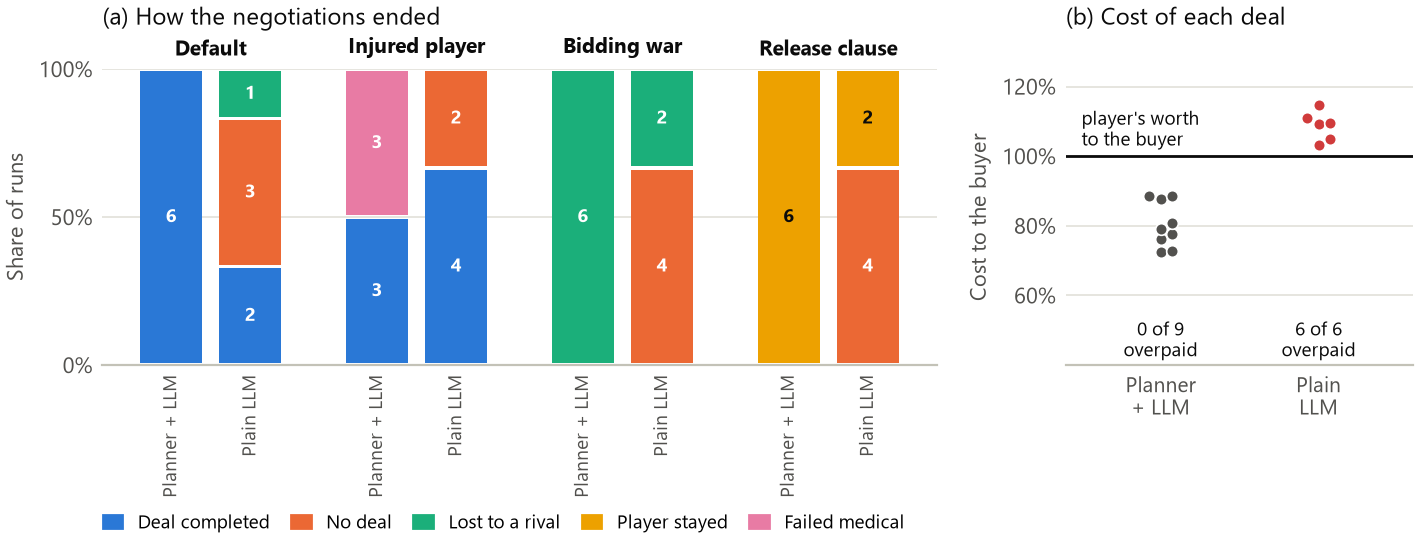 (a) How the negotiations ended
Default
Injured player
Bidding war
Release clause
100%
50%
0%
Share of runs
6
1
3
2
3
3
2
4
6
2
4
6
2
4
Planner + LLM
Plain LLM
Planner + LLM
Plain LLM
Planner + LLM
Plain LLM
Planner + LLM
Plain LLM
Deal completed
No deal
Lost to a rival
Player stayed
Failed medical
(b) Cost of each deal
120%
100%
80%
60%
Cost to the buyer
player's worth
to the buyer
0 of 9
overpaid
6 of 6
overpaid
Planner
+ LLM
Plain
LLM